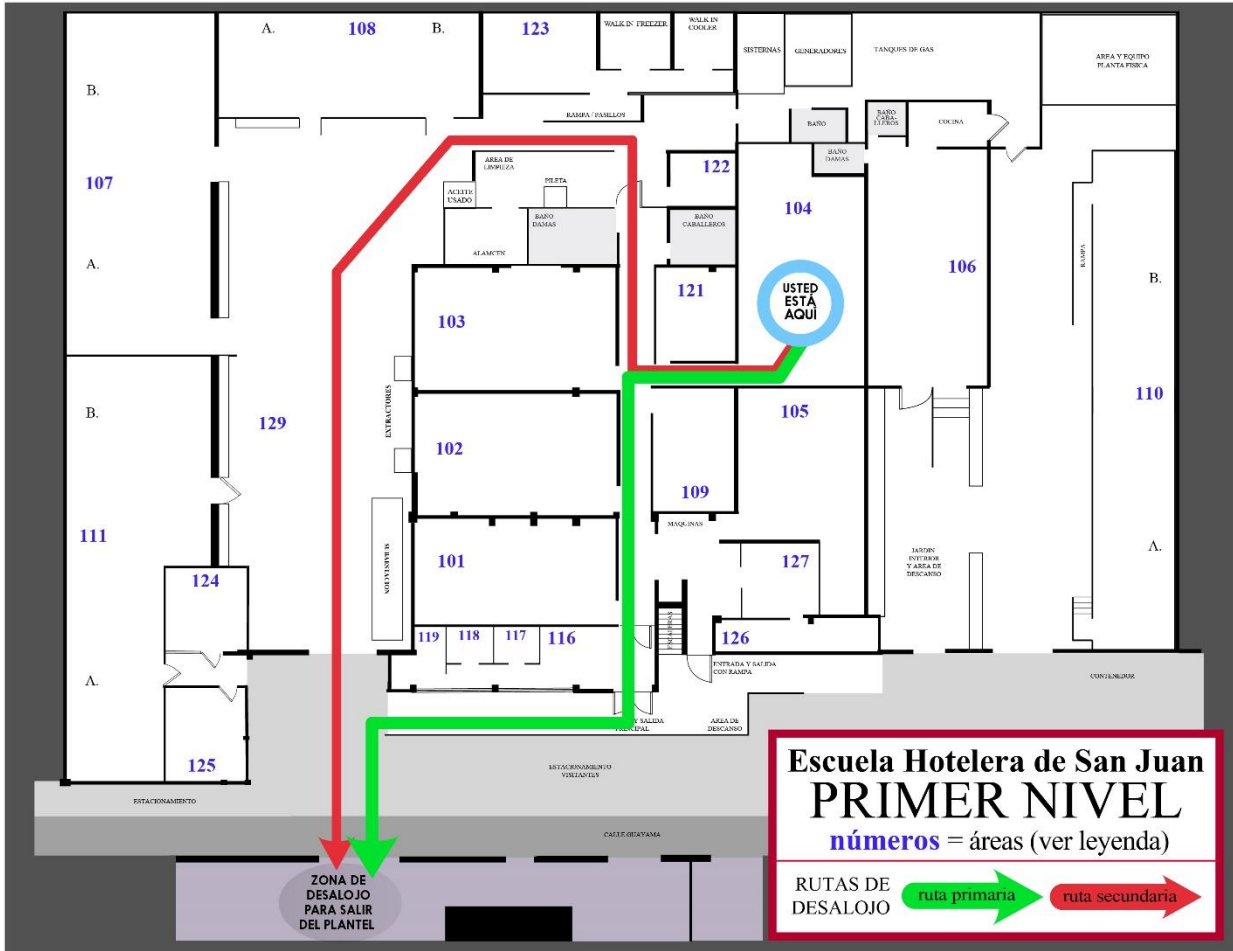 A.
108
B.
123
WALK IN FREEZER
WALK IN
COOLER
SISTERNAS
GENERADORES
TANQUES DE GAS
AREA Y EQUIPO
PLANTA FISICA
B.
RAMPA / PASILLOS
BAÑO
BAÑO
CABA-
LLEROS
COCINA
BAÑO
DAMAS
AREA DE
LIMPIEZA
122
107
ACEITE
USADO
PILETA
104
BAÑO
DAMAS
BAÑO
CABALLEROS
RAMPA
ALAMCEN
A.
106
B.
121
USTED
ESTÁ
AQUÍ
103
110
B.
105
129
EXTRACTORES
102
109
111
MAQUINAS
SUBAESTACION
101
127
JARDIN
INTERIOR
Y AREA DE
DESCANSO
A.
124
119
118
117
116
ESCALERAS
126
ENTRADA Y SALIDA
CON RAMPA
A.
CONTENEDOR
Y SALIDA
PRINCIPAL
AREA DE
DESCANSO
125
ESTACIONAMIENTO
VISITANTES
ESTACIONAMIENTO
CALLE GUAYAMA
ZONA DE
DESALOJO
PARA SALIR
DEL PLANTEL
Escuela Hotelera de San Juan
PRIMER NIVEL
números = áreas (ver leyenda)
RUTAS DE
DESALOJO
ruta primaria
ruta secundaria